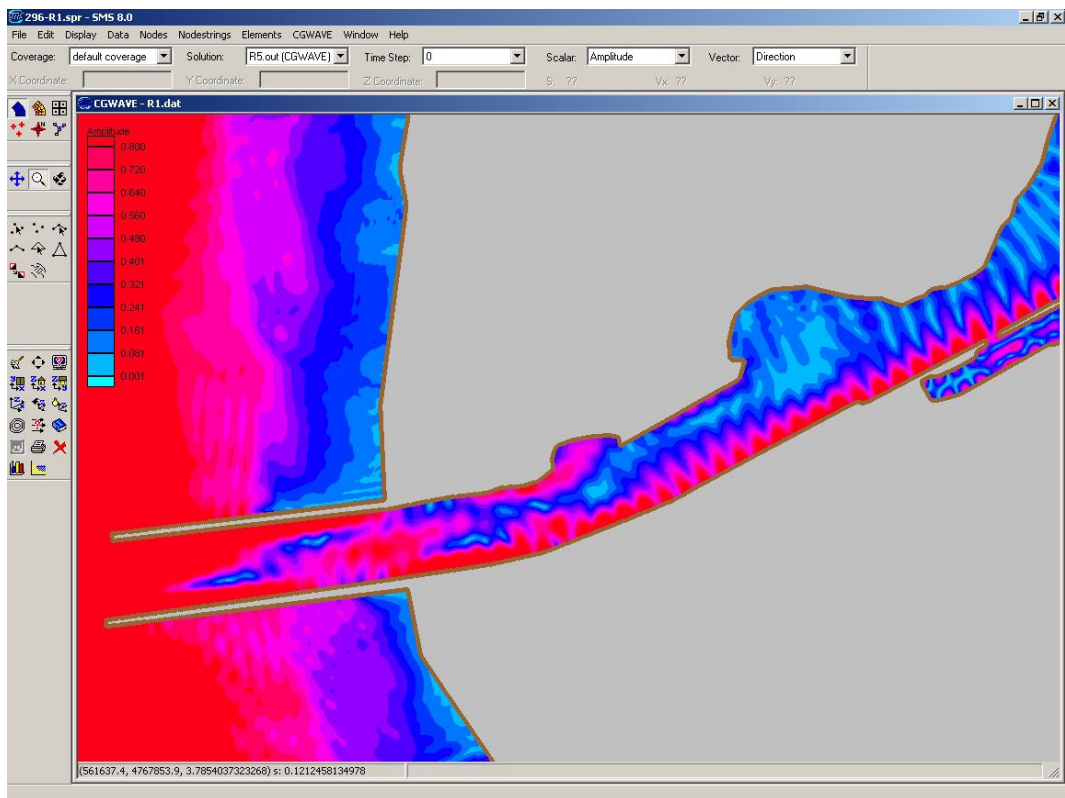 296-R1.spr - SMS 8.0
File Edit Display Data Nodes Nodestrings Elements CGWAVE Window Help
Coverage: default coverage Solution: R5.out (CGWAVE) Time Step: 0 Scalar: Amplitude Vector: Direction
X Coordinate: Y Coordinate: Z Coordinate: S: ?? Vx: ?? Vy: ??
CGWAVE - R1.dat
Amplitude
0.800
0.720
0.640
0.560
0.480
0.401
0.321
0.241
0.161
0.081
0.001
(561637.4, 4767853.9, 3.7854037323268) s: 0.1212458134978